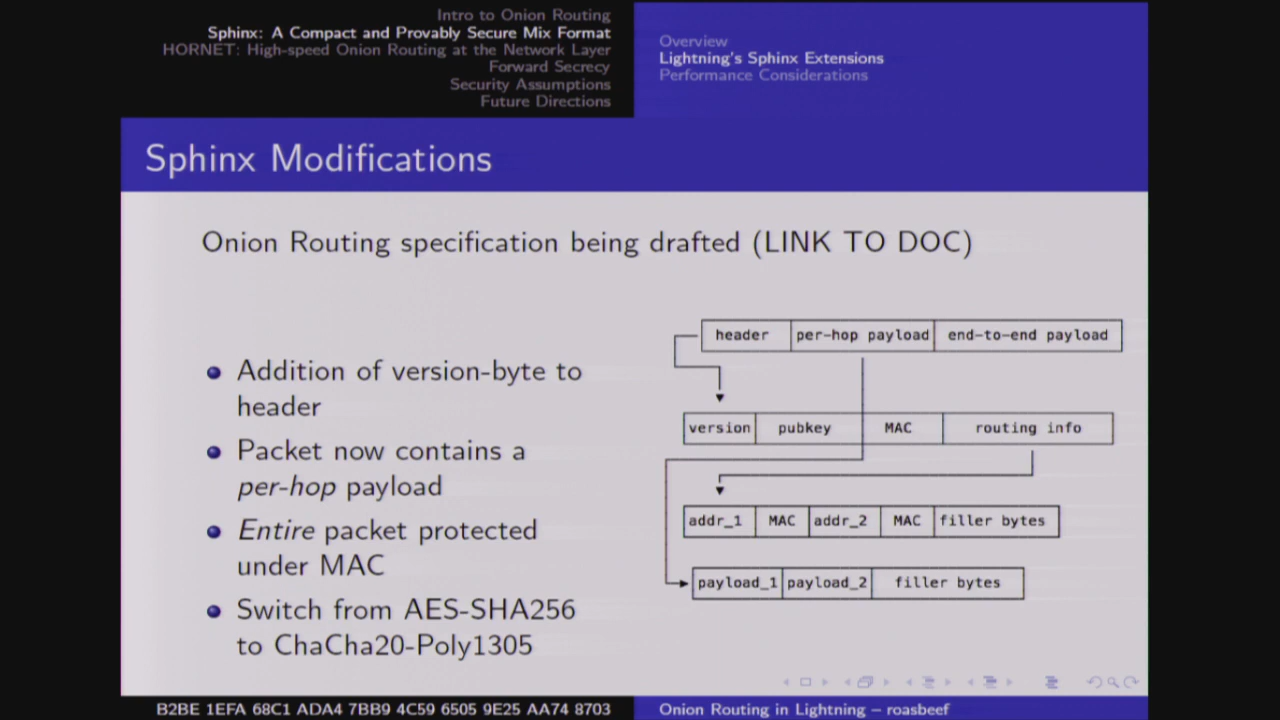 Intro to Onion Routing
Sphinx: A Compact and Provably Secure Mix Format
HORNET: High-speed Onion Routing at the Network Layer
Forward Secrecy
Security Assumptions
Future Directions
Overview
Lightning's Sphinx Extensions
Performance Considerations
Sphinx Modifications
Onion Routing specification being drafted (LINK TO DOC)
Addition of version-byte to
header
Packet now contains a
per-hop payload
Entire packet protected
under MAC
Switch from AES-SHA256
to ChaCha20-Poly1305
header per-hop payload end-to-end payload
version pubkey MAC routing info
addr_1 MAC addr_2 MAC filler bytes
payload_1 payload_2 filler bytes
B2BE 1EFA 68C1 ADA4 7BB9 4C59 6505 9E25 AA74 8703
Onion Routing in Lightning – roasbeef